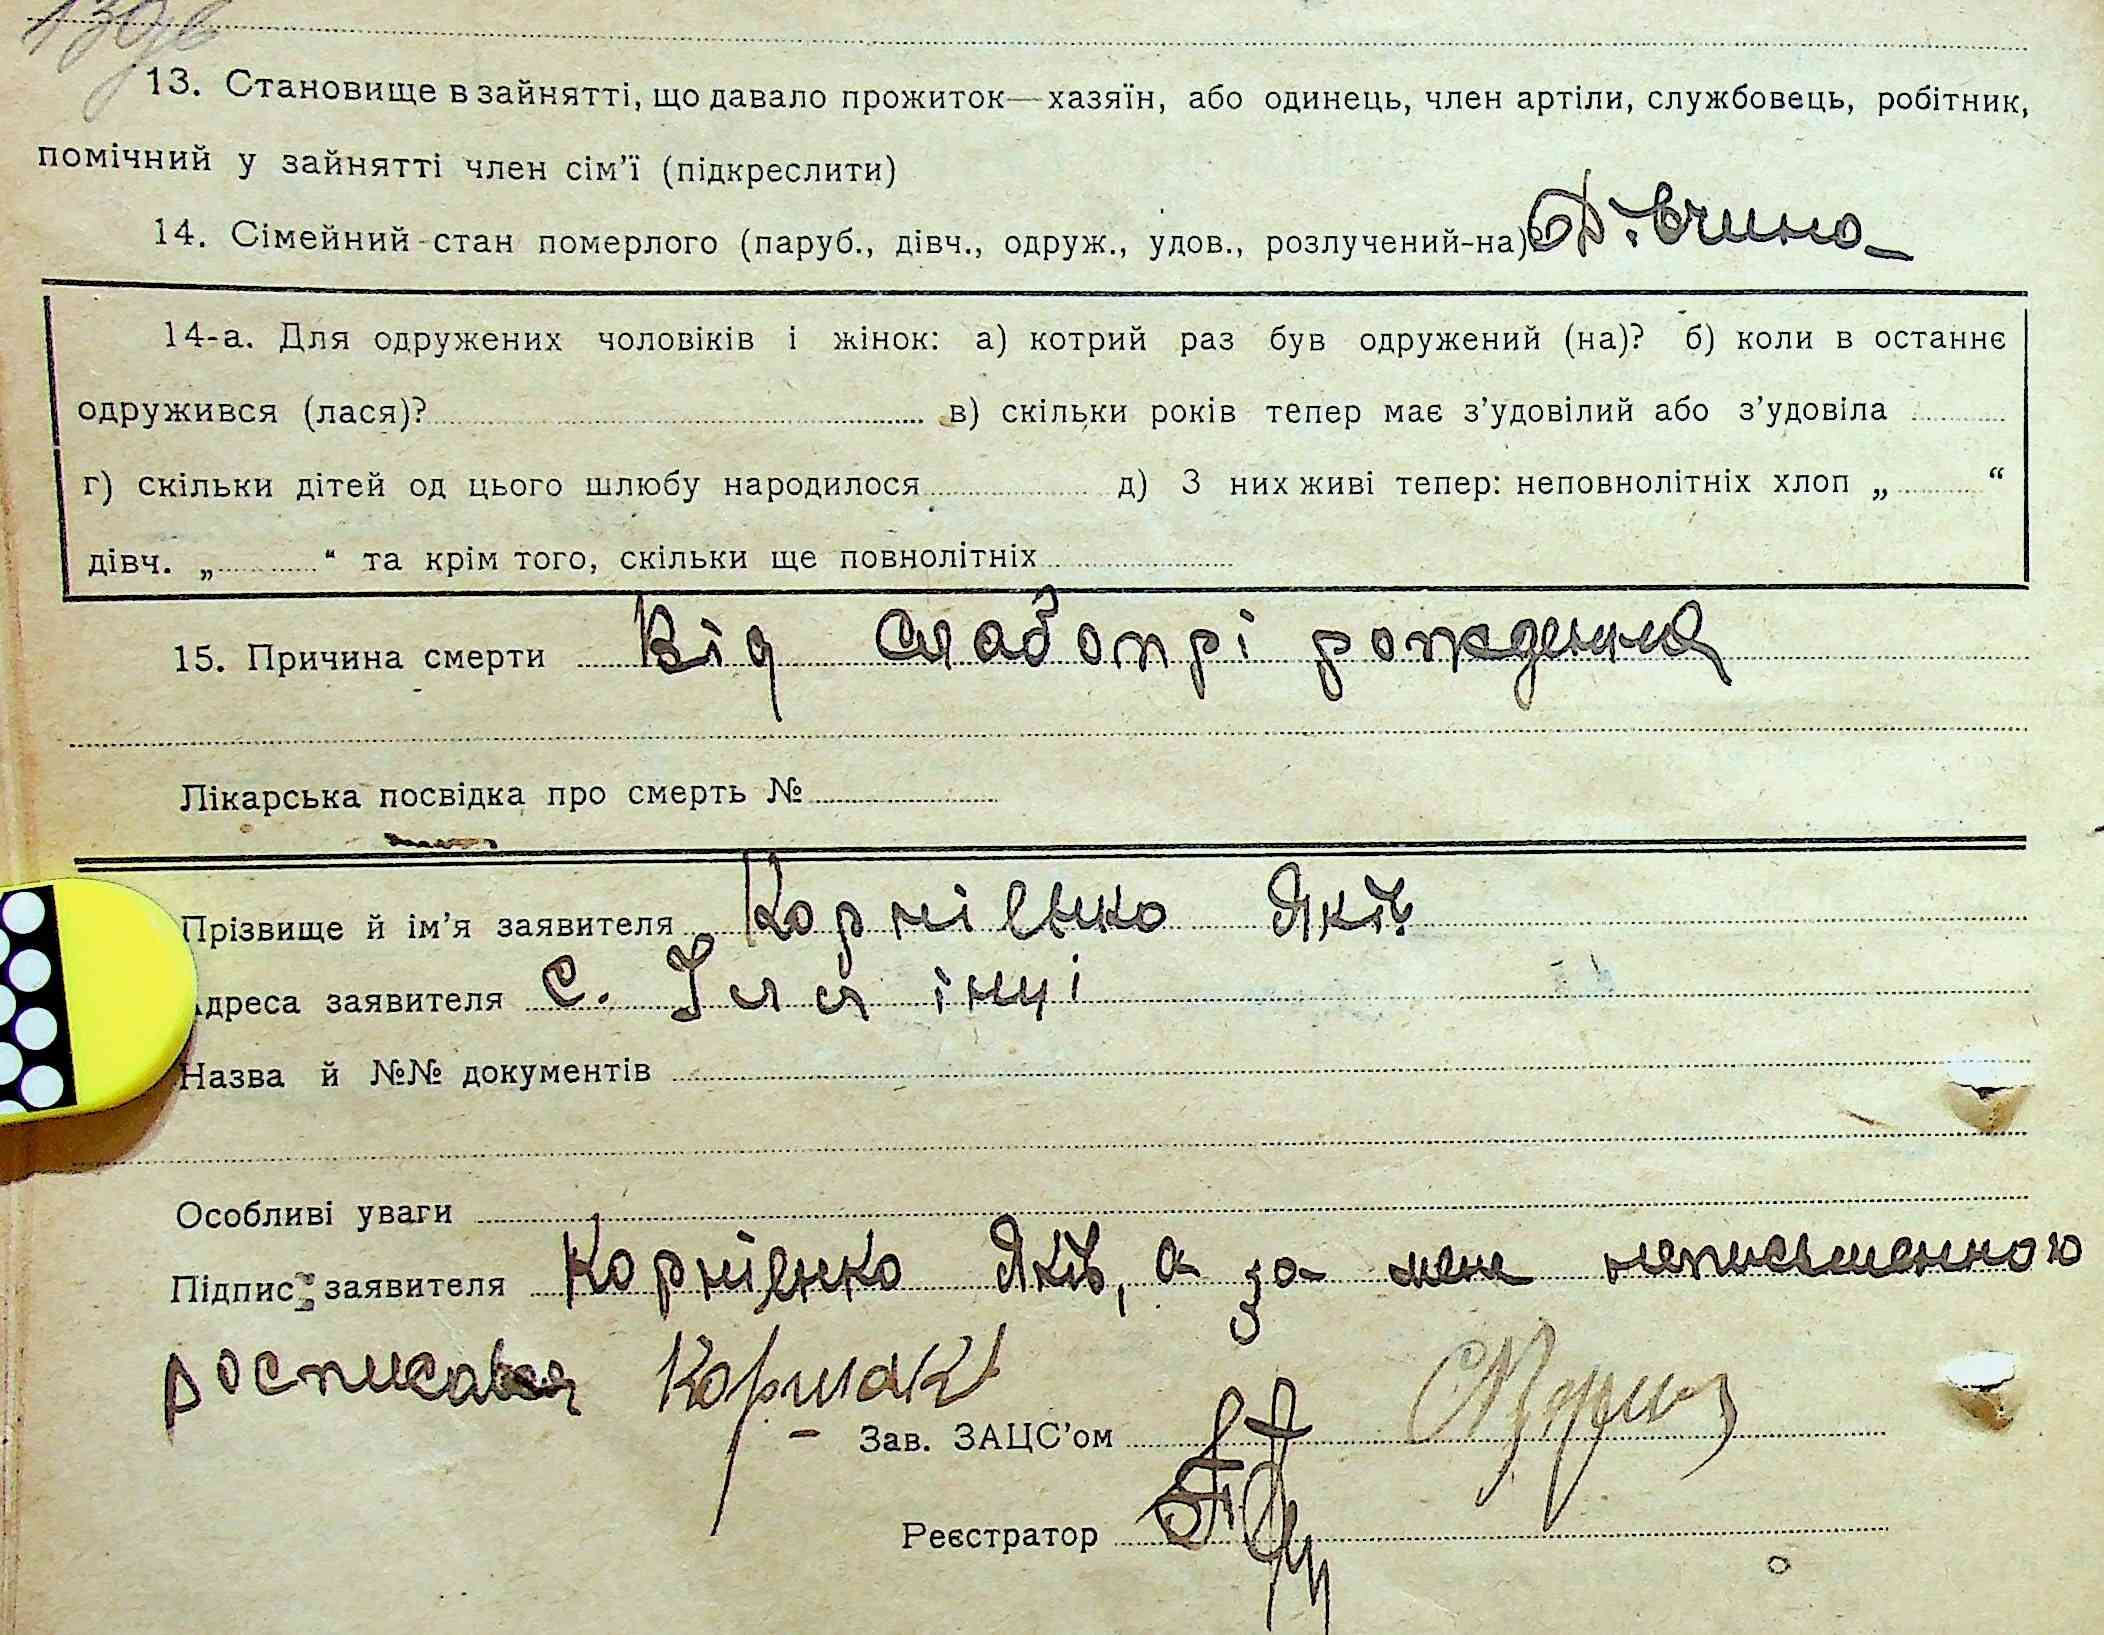 13. Становище в зайнятті, що давало прожиток—хазяїн, або одинець, член артіли, службовець, робітник,
помічний у зайнятті член сім'ї (підкреслити)
14. Сімейний стан померлого (паруб., дівч., одруж., удов., розлучений-на) Дівчина
14-а. Для одружених чоловіків і жінок: а) котрий раз був одружений (на)? б) коли в останнє
одружився (лася)? в) скільки років тепер має з'удовілий або з'удовіла
г) скільки дітей од цього шлюбу народилося д) З них живі тепер: неповнолітніх хлоп „ “
дівч. „ “ та крім того, скільки ще повнолітніх
15. Причина смерти Від слабопрі рождения
Лікарська посвідка про смерть №
Прізвище й ім'я заявителя Корнієнко Яків
Адреса заявителя с. Іллінці
Назва й №№ документів
Особливі уваги
Підпис заявителя Корнієнко Яків, а за мене неписьменною
росписався
Зав. ЗАЦС'ом
Реєстратор